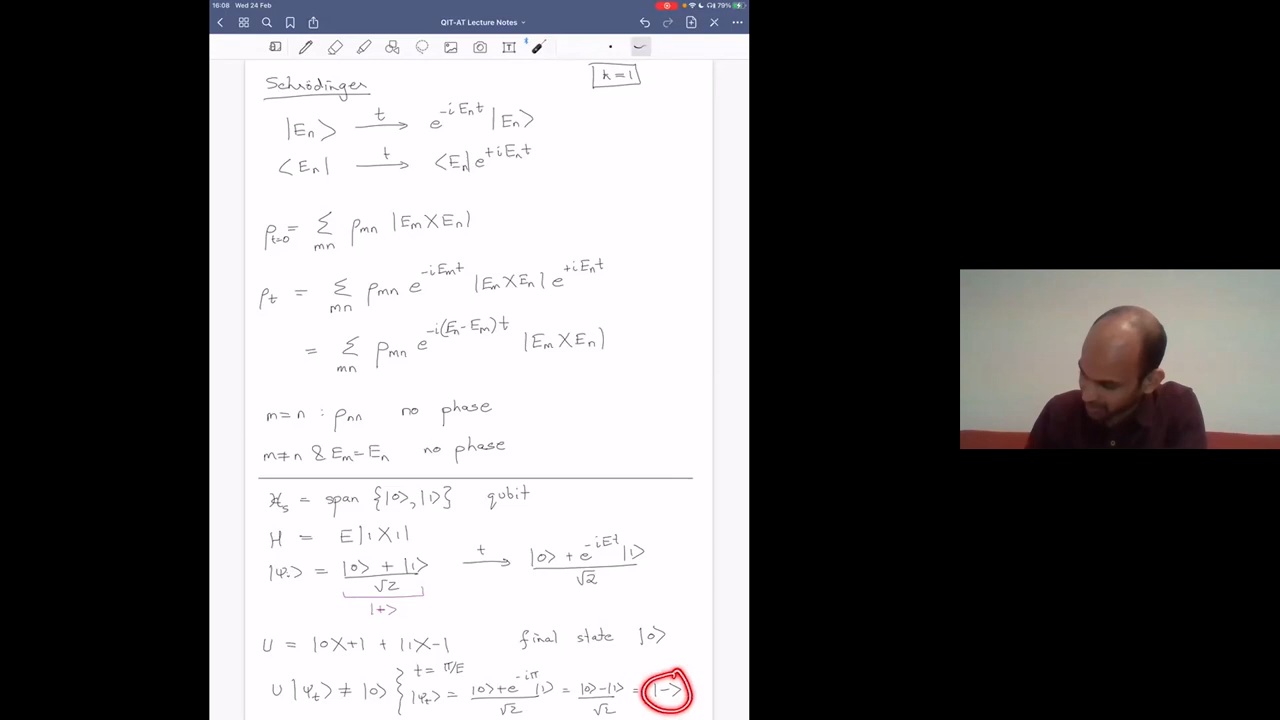 16:08 Wed 24 Feb
79%
QIT-AT Lecture Notes
Schrödinger
ħ = 1
|Eₙ⟩ —t→ e^{-iEₙt} |Eₙ⟩
⟨Eₙ| —t→ ⟨Eₙ| e^{+iEₙt}
ρ_{t=0} = Σ_{mn} ρ_{mn} |E_m⟩⟨E_n|
ρ_t = Σ_{mn} ρ_{mn} e^{-iE_m t} |E_m⟩⟨E_n| e^{+iE_n t}
= Σ_{mn} ρ_{mn} e^{-i(E_n-E_m)t} |E_m⟩⟨E_n|
m=n : ρ_{nn} no phase
m≠n & E_m=E_n no phase
ℋ_s = span {|0⟩,|1⟩} qubit
H = E|1⟩⟨1|
|ψ.⟩ = (|0⟩ + |1⟩)/√2 —t→ (|0⟩ + e^{-iEt}|1⟩)/√2
|+⟩
U = |0⟩⟨+| + |1⟩⟨-| final state |0⟩
U|ψ_t⟩ ≠ |0⟩ { t = π/E
|ψ_t⟩ = (|0⟩+e^{-iπ}|1⟩)/√2 = (|0⟩-|1⟩)/√2 = |-⟩